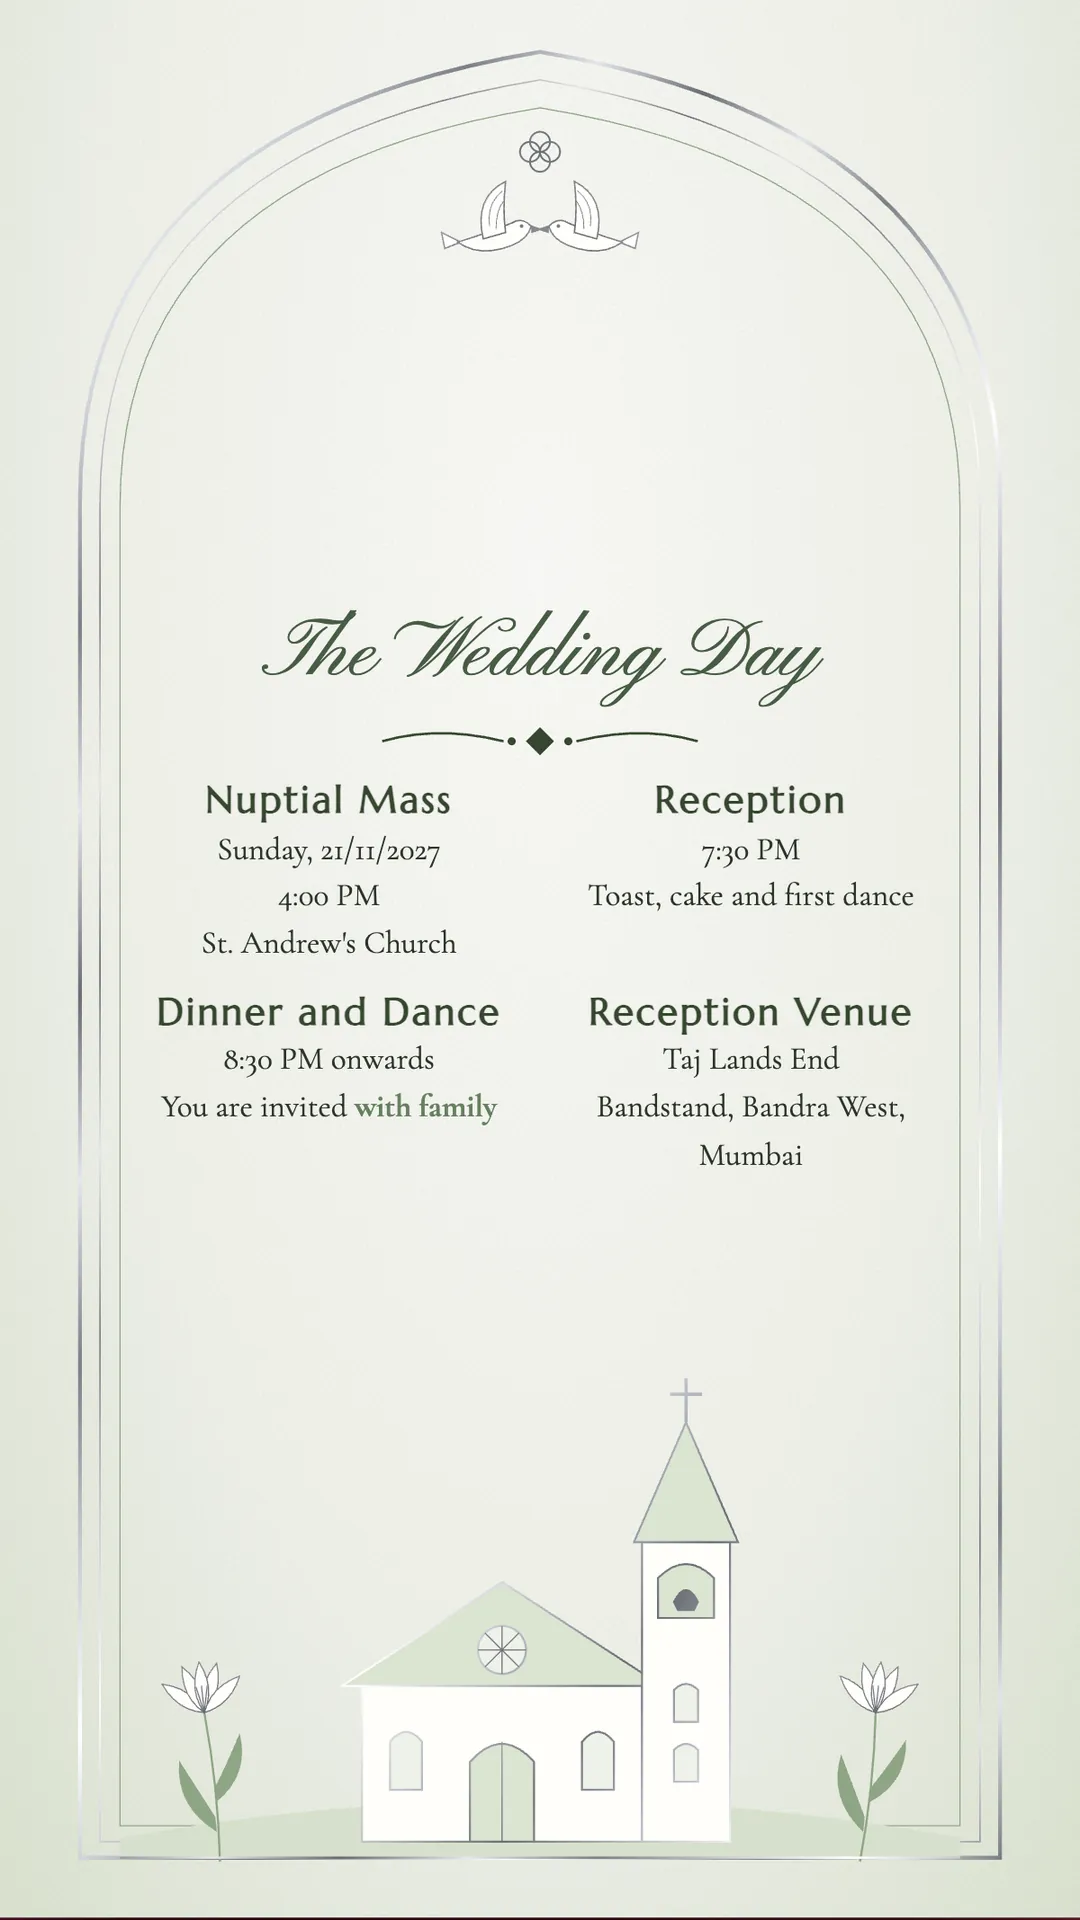 The Wedding Day
Nuptial Mass
Sunday, 21/11/2027
4:00 PM
St. Andrew's Church
Reception
7:30 PM
Toast, cake and first dance
Dinner and Dance
8:30 PM onwards
You are invited with family
Reception Venue
Taj Lands End
Bandstand, Bandra West,
Mumbai